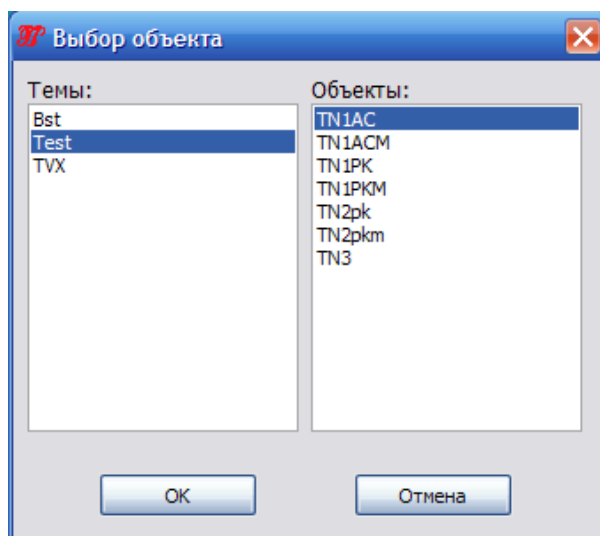 Выбор объекта
Темы:
Bst
Test
TVX
Объекты:
TN1AC
TN1ACM
TN1PK
TN1PKM
TN2pk
TN2pkm
TN3
OK
Отмена